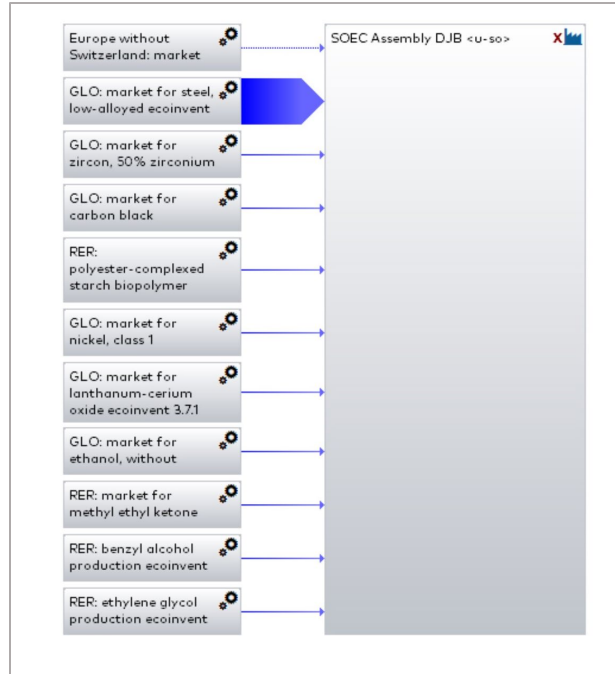 Europe without
Switzerland: market
SOEC Assembly DJB <u-so>
X
GLO: market for steel,
low-alloyed ecoinvent
GLO: market for
zircon, 50% zirconium
GLO: market for
carbon black
RER:
polyester-complexed
starch biopolymer
GLO: market for
nickel, class 1
GLO: market for
lanthanum-cerium
oxide ecoinvent 3.7.1
GLO: market for
ethanol, without
RER: market for
methyl ethyl ketone
RER: benzyl alcohol
production ecoinvent
RER: ethylene glycol
production ecoinvent